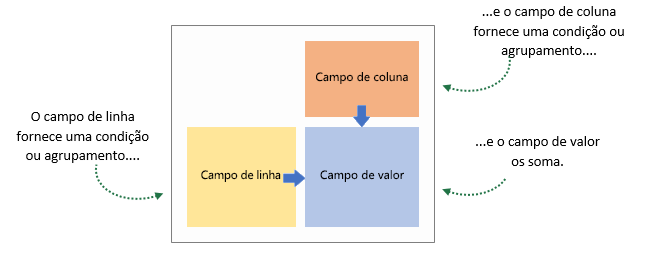 ...e o campo de coluna
fornece uma condição ou
agrupamento....
Campo de coluna
O campo de linha
fornece uma condição
ou agrupamento....
Campo de linha
Campo de valor
...e o campo de valor
os soma.